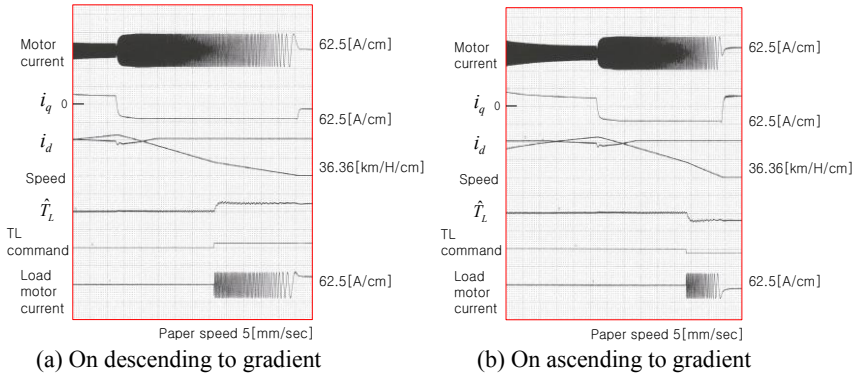 Motor
current
62.5[A/cm]
i_q 0
62.5[A/cm]
i_d
Speed
36.36[km/H/cm]
T̂_L
TL
command
Load
motor
current
62.5[A/cm]
Paper speed 5[mm/sec]
(a) On descending to gradient
Motor
current
62.5[A/cm]
i_q 0
62.5[A/cm]
i_d
Speed
36.36[km/H/cm]
T̂_L
TL
command
Load
motor
current
62.5[A/cm]
Paper speed 5[mm/sec]
(b) On ascending to gradient